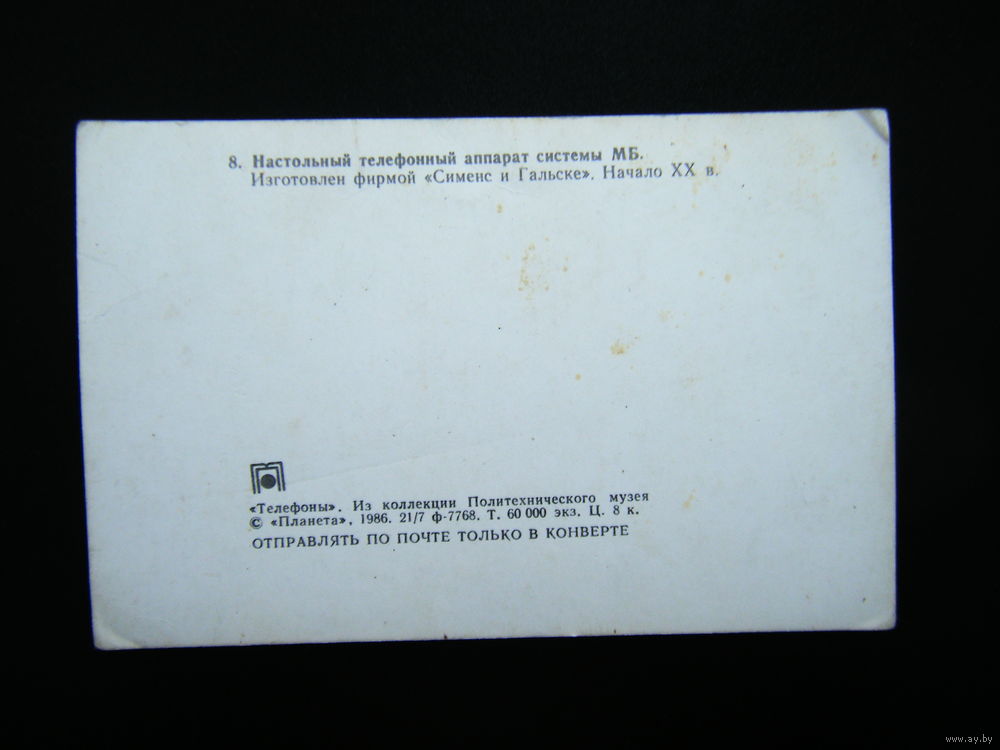 8. Настольный телефонный аппарат системы МБ.
Изготовлен фирмой «Сименс и Гальске». Начало XX в.
«Телефоны». Из коллекции Политехнического музея
© «Планета», 1986. 21/7 ф-7768. Т. 60 000 экз. Ц. 8 к.
ОТПРАВЛЯТЬ ПО ПОЧТЕ ТОЛЬКО В КОНВЕРТЕ
www.ay.by